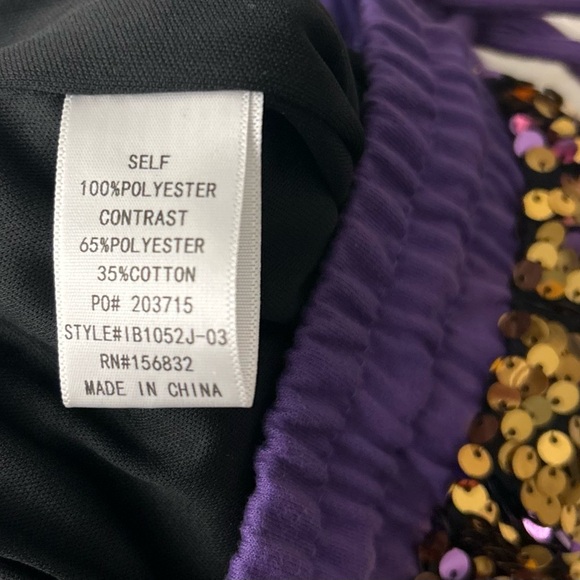 SELF
100%POLYESTER
CONTRAST
65%POLYESTER
35%COTTON
PO# 203715
STYLE#IB1052J-03
RN#156832
MADE IN CHINA